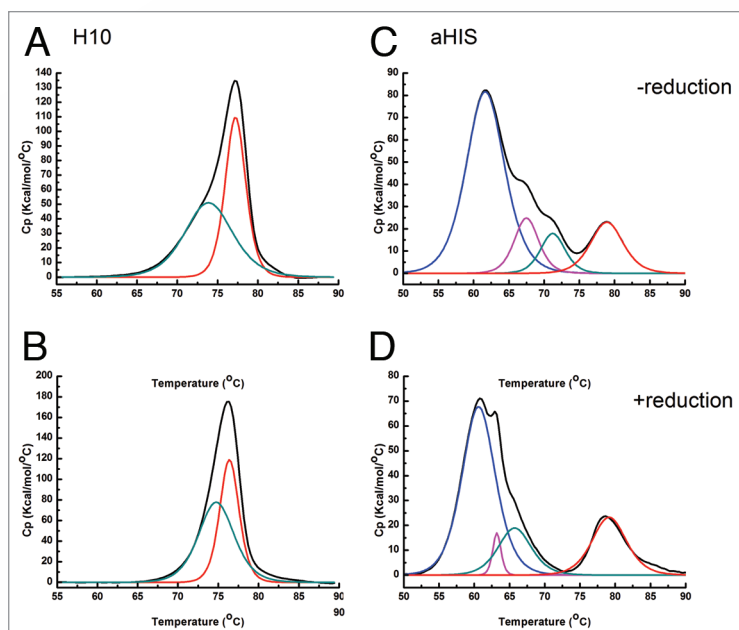 A H10
140
130
120
110
100
90
80
70
60
50
40
30
20
10
0
Cp (Kcal/mol/°C)
55 60 65 70 75 80 85 90
Temperature (°C)
C aHIS
-reduction
90
80
70
60
50
40
30
20
10
0
Cp (Kcal/mol/°C)
50 55 60 65 70 75 80 85 90
Temperature (°C)
B
200
180
160
140
120
100
80
60
40
20
0
Cp (Kcal/mol/°C)
55 60 65 70 75 80 85 90
90
Temperature (°C)
D
+reduction
80
70
60
50
40
30
20
10
0
Cp (Kcal/mol/°C)
50 55 60 65 70 75 80 85 90
Temperature (°C)